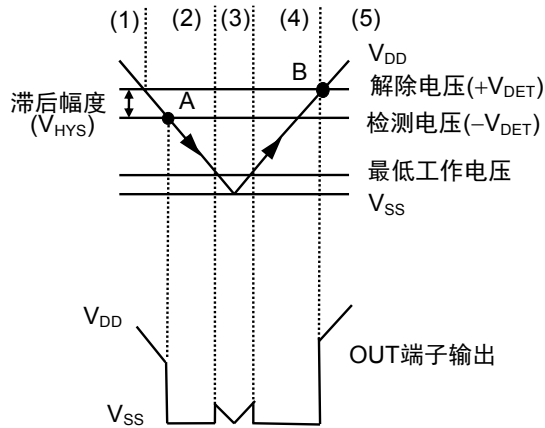 (1) (2) (3) (4) (5)
V_DD
B
解除电压(+V_DET)
滞后幅度
(V_HYS)
A
检测电压(−V_DET)
最低工作电压
V_SS
V_DD
OUT端子输出
V_SS